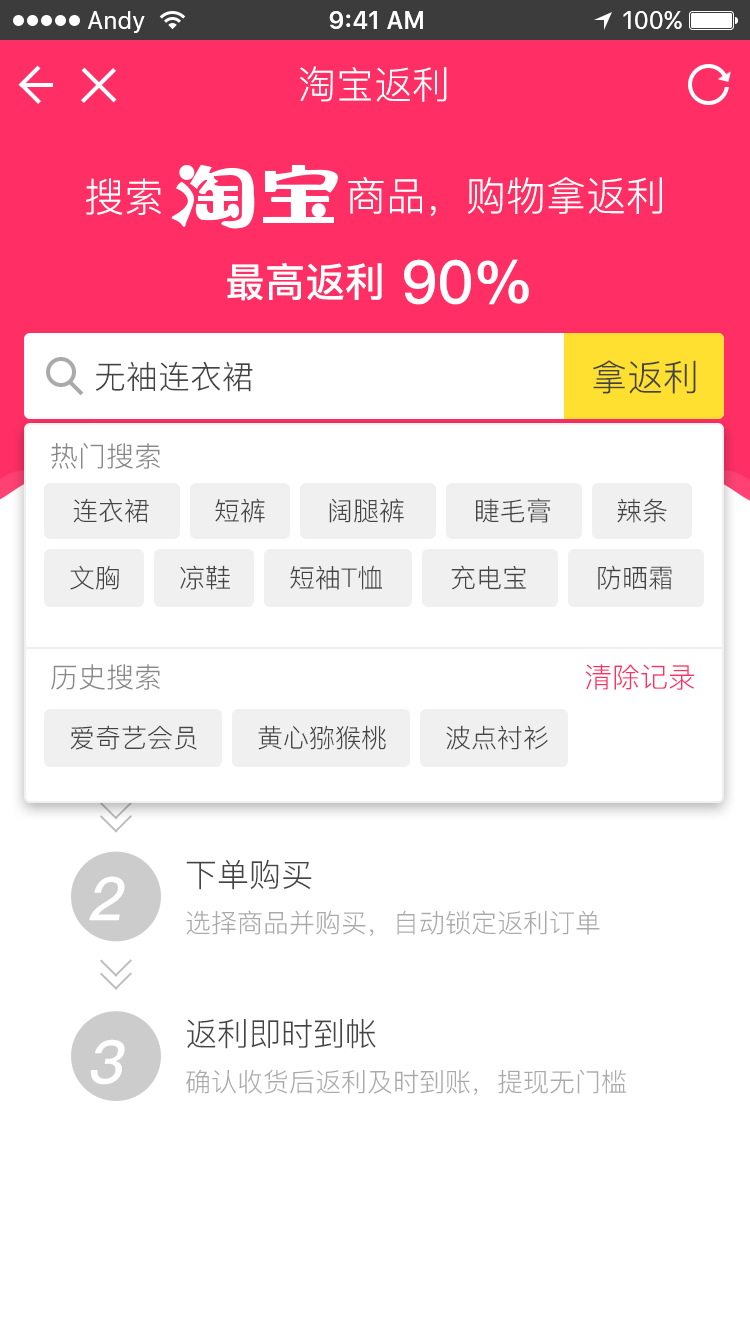 Andy 9:41 AM 100%
淘宝返利
搜索 淘宝 商品，购物拿返利
最高返利 90%
无袖连衣裙 拿返利
热门搜索
连衣裙 短裤 阔腿裤 睫毛膏 辣条
文胸 凉鞋 短袖T恤 充电宝 防晒霜
历史搜索 清除记录
爱奇艺会员 黄心猕猴桃 波点衬衫
2 下单购买
选择商品并购买，自动锁定返利订单
3 返利即时到帐
确认收货后返利及时到账，提现无门槛